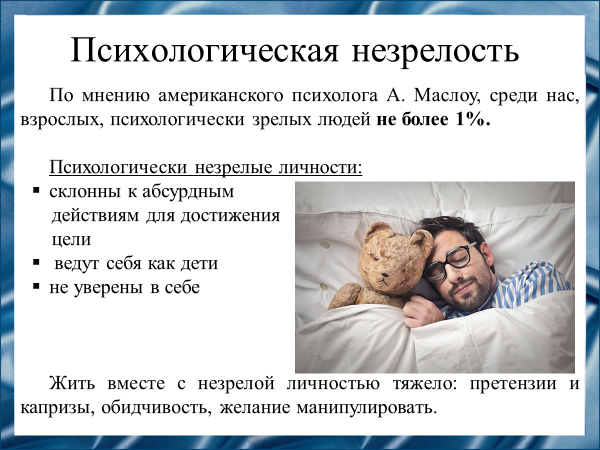 Психологическая незрелость
По мнению американского психолога А. Маслоу, среди нас,
взрослых, психологически зрелых людей не более 1%.
Психологически незрелые личности:
▪ склонны к абсурдным
действиям для достижения
цели
▪ ведут себя как дети
▪ не уверены в себе
Жить вместе с незрелой личностью тяжело: претензии и
капризы, обидчивость, желание манипулировать.